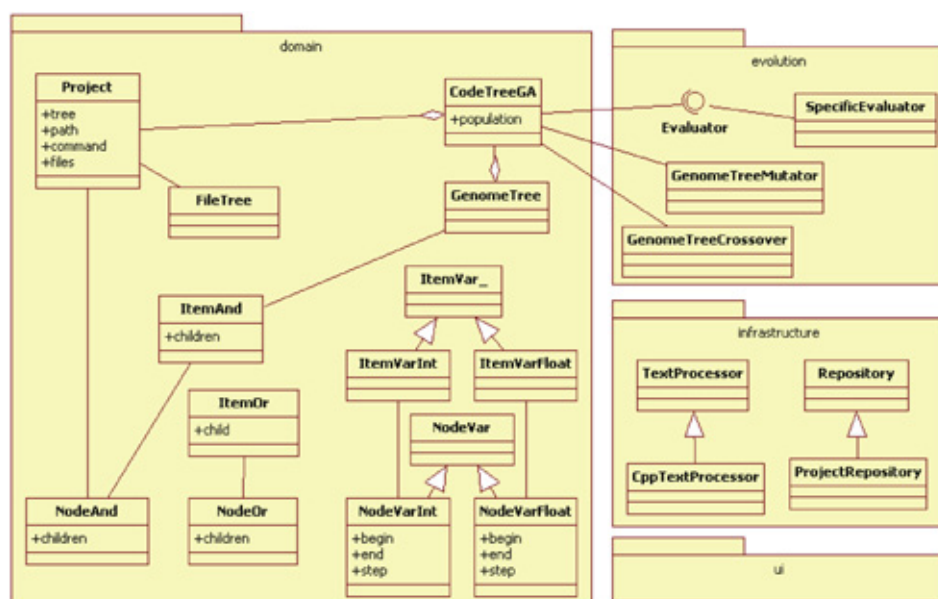 domain
Project
+tree
+path
+command
+files
CodeTreeGA
+population
FileTree
GenomeTree
ItemVar_
ItemAnd
+children
ItemVarInt
ItemVarFloat
ItemOr
+child
NodeVar
NodeAnd
+children
NodeOr
+children
NodeVarInt
+begin
+end
+step
NodeVarFloat
+begin
+end
+step
evolution
Evaluator
SpecificEvaluator
GenomeTreeMutator
GenomeTreeCrossover
infrastructure
TextProcessor
Repository
CppTextProcessor
ProjectRepository
ui